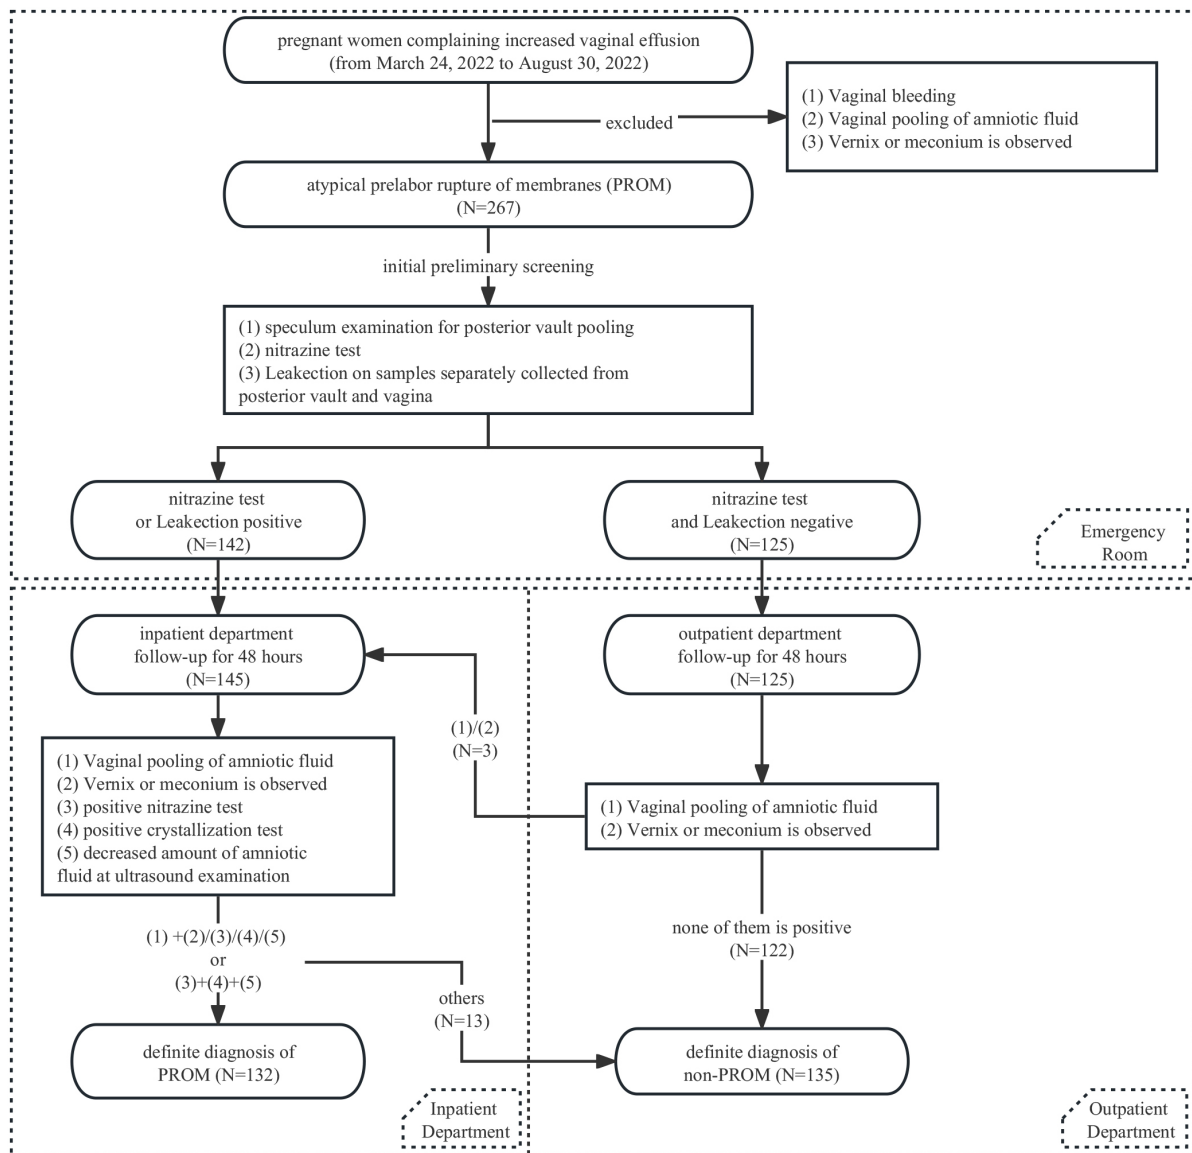 pregnant women complaining increased vaginal effusion
(from March 24, 2022 to August 30, 2022)
excluded
(1) Vaginal bleeding
(2) Vaginal pooling of amniotic fluid
(3) Vernix or meconium is observed
atypical prelabor rupture of membranes (PROM)
(N=267)
initial preliminary screening
(1) speculum examination for posterior vault pooling
(2) nitrazine test
(3) Leakection on samples separately collected from
posterior vault and vagina
nitrazine test
or Leakection positive
(N=142)
nitrazine test
and Leakection negative
(N=125)
Emergency
Room
inpatient department
follow-up for 48 hours
(N=145)
outpatient department
follow-up for 48 hours
(N=125)
(1)/(2)
(N=3)
(1) Vaginal pooling of amniotic fluid
(2) Vernix or meconium is observed
(3) positive nitrazine test
(4) positive crystallization test
(5) decreased amount of amniotic
fluid at ultrasound examination
(1) Vaginal pooling of amniotic fluid
(2) Vernix or meconium is observed
(1) +(2)/(3)/(4)/(5)
or
(3)+(4)+(5)
others
(N=13)
none of them is positive
(N=122)
definite diagnosis of
PROM (N=132)
definite diagnosis of
non-PROM (N=135)
Inpatient
Department
Outpatient
Department